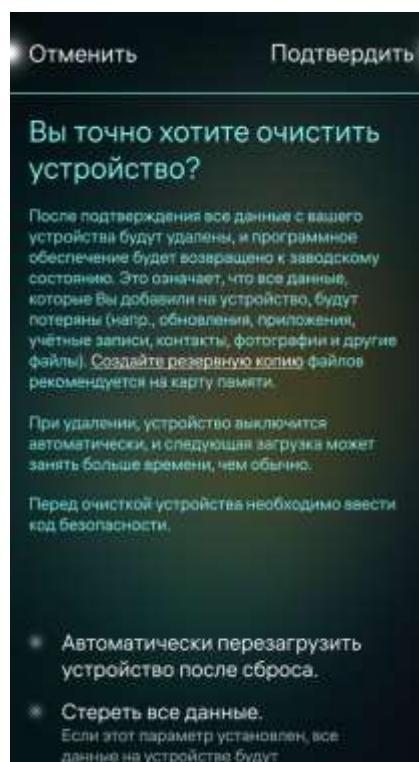 Отменить Подтвердить
Вы точно хотите очистить
устройство?
После подтверждения все данные с вашего
устройства будут удалены, и программное
обеспечение будет возвращено к заводскому
состоянию. Это означает, что все данные,
которые Вы добавили на устройство, будут
потеряны (напр., обновления, приложения,
учётные записи, контакты, фотографии и другие
файлы). Создайте резервную копию файлов
рекомендуется на карту памяти.
При удалении, устройство выключится
автоматически, и следующая загрузка может
занять больше времени, чем обычно.
Перед очисткой устройства необходимо ввести
код безопасности.
Автоматически перезагрузить
устройство после сброса.
Стереть все данные.
Если этот параметр установлен, все
данные на устройстве будут